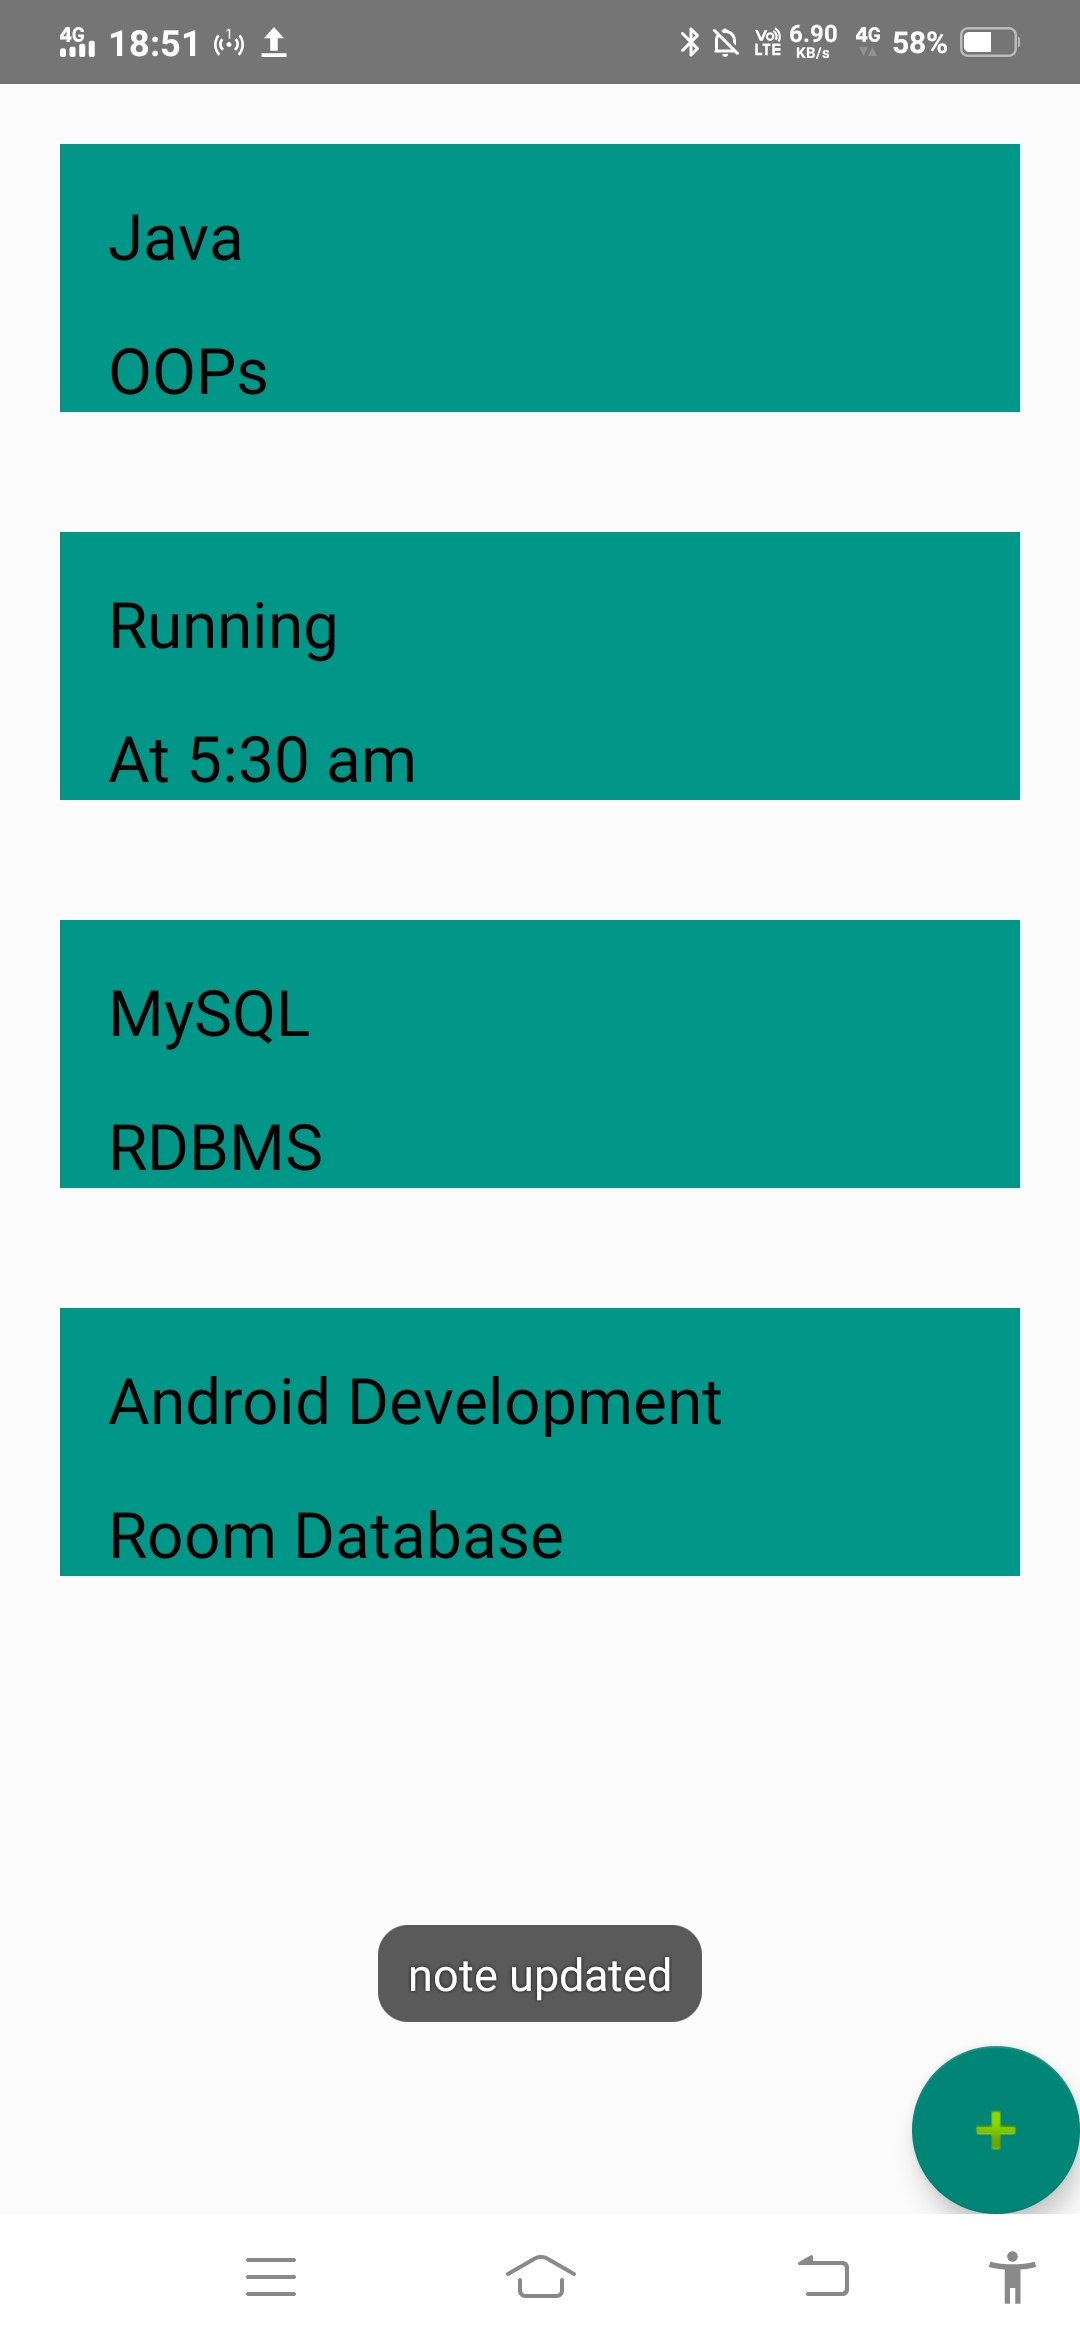 4G 18:51 1 Vo) LTE 6.90 KB/s 4G 58%
Java
OOPs
Running
At 5:30 am
MySQL
RDBMS
Android Development
Room Database
note updated